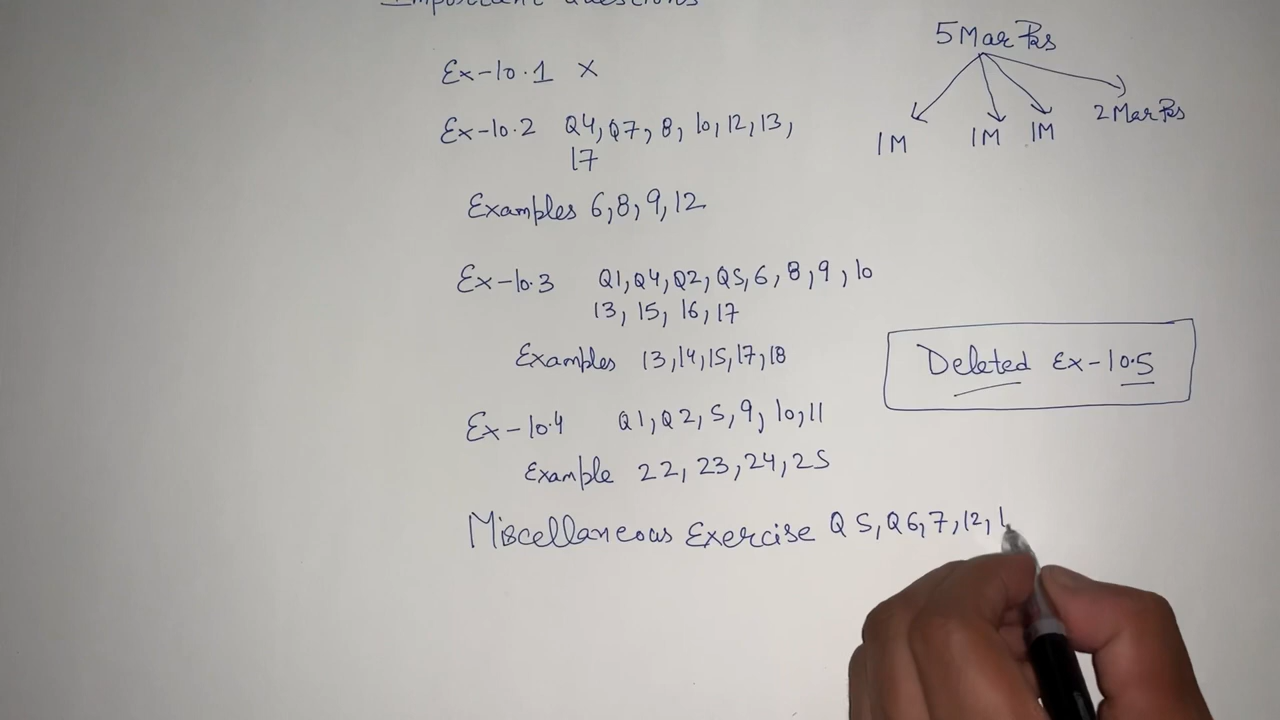 Important Questions
Ex-10.1 X
Ex-10.2 Q4, Q7, 8, 10, 12, 13,
17
Examples 6, 8, 9, 12
Ex-10.3 Q1, Q4, Q2, Q5, 6, 8, 9, 10
13, 15, 16, 17
Examples 13, 14, 15, 17, 18
Ex-10.4 Q1, Q2, 5, 9, 10, 11
Example 22, 23, 24, 25
Miscellaneous Exercise Q5, Q6, 7, 12, 1
5 Marks
1M 1M 1M 2 Marks
Deleted Ex-10.5